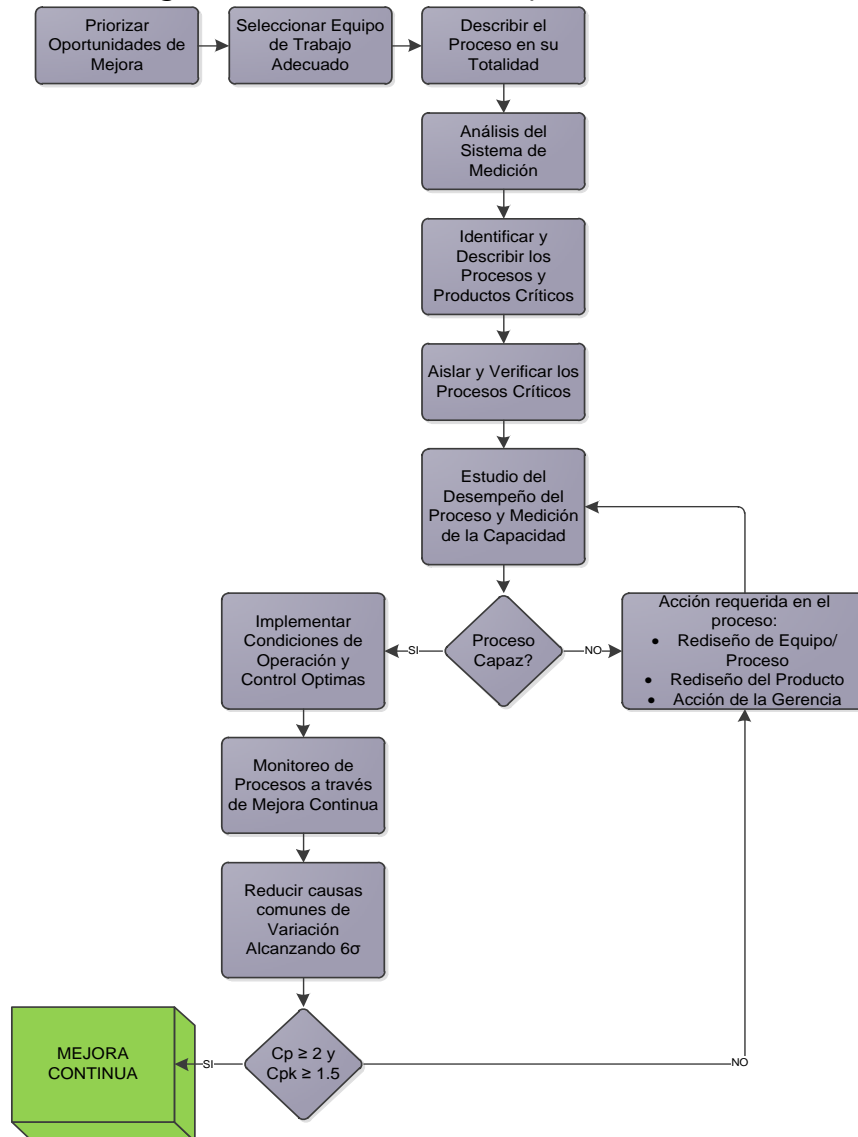 Priorizar
Oportunidades de
Mejora
Seleccionar Equipo
de Trabajo
Adecuado
Describir el
Proceso en su
Totalidad
Análisis del
Sistema de
Medición
Identificar y
Describir los
Procesos y
Productos Críticos
Aislar y Verificar los
Procesos Críticos
Estudio del
Desempeño del
Proceso y Medición
de la Capacidad
Proceso
Capaz?
SI
NO
Acción requerida en el
proceso:
• Rediseño de Equipo/
Proceso
• Rediseño del Producto
• Acción de la Gerencia
Implementar
Condiciones de
Operación y
Control Optimas
Monitoreo de
Procesos a través
de Mejora Continua
Reducir causas
comunes de
Variación
Alcanzando 6σ
Cp ≥ 2 y
Cpk ≥ 1.5
SI
NO
MEJORA
CONTINUA